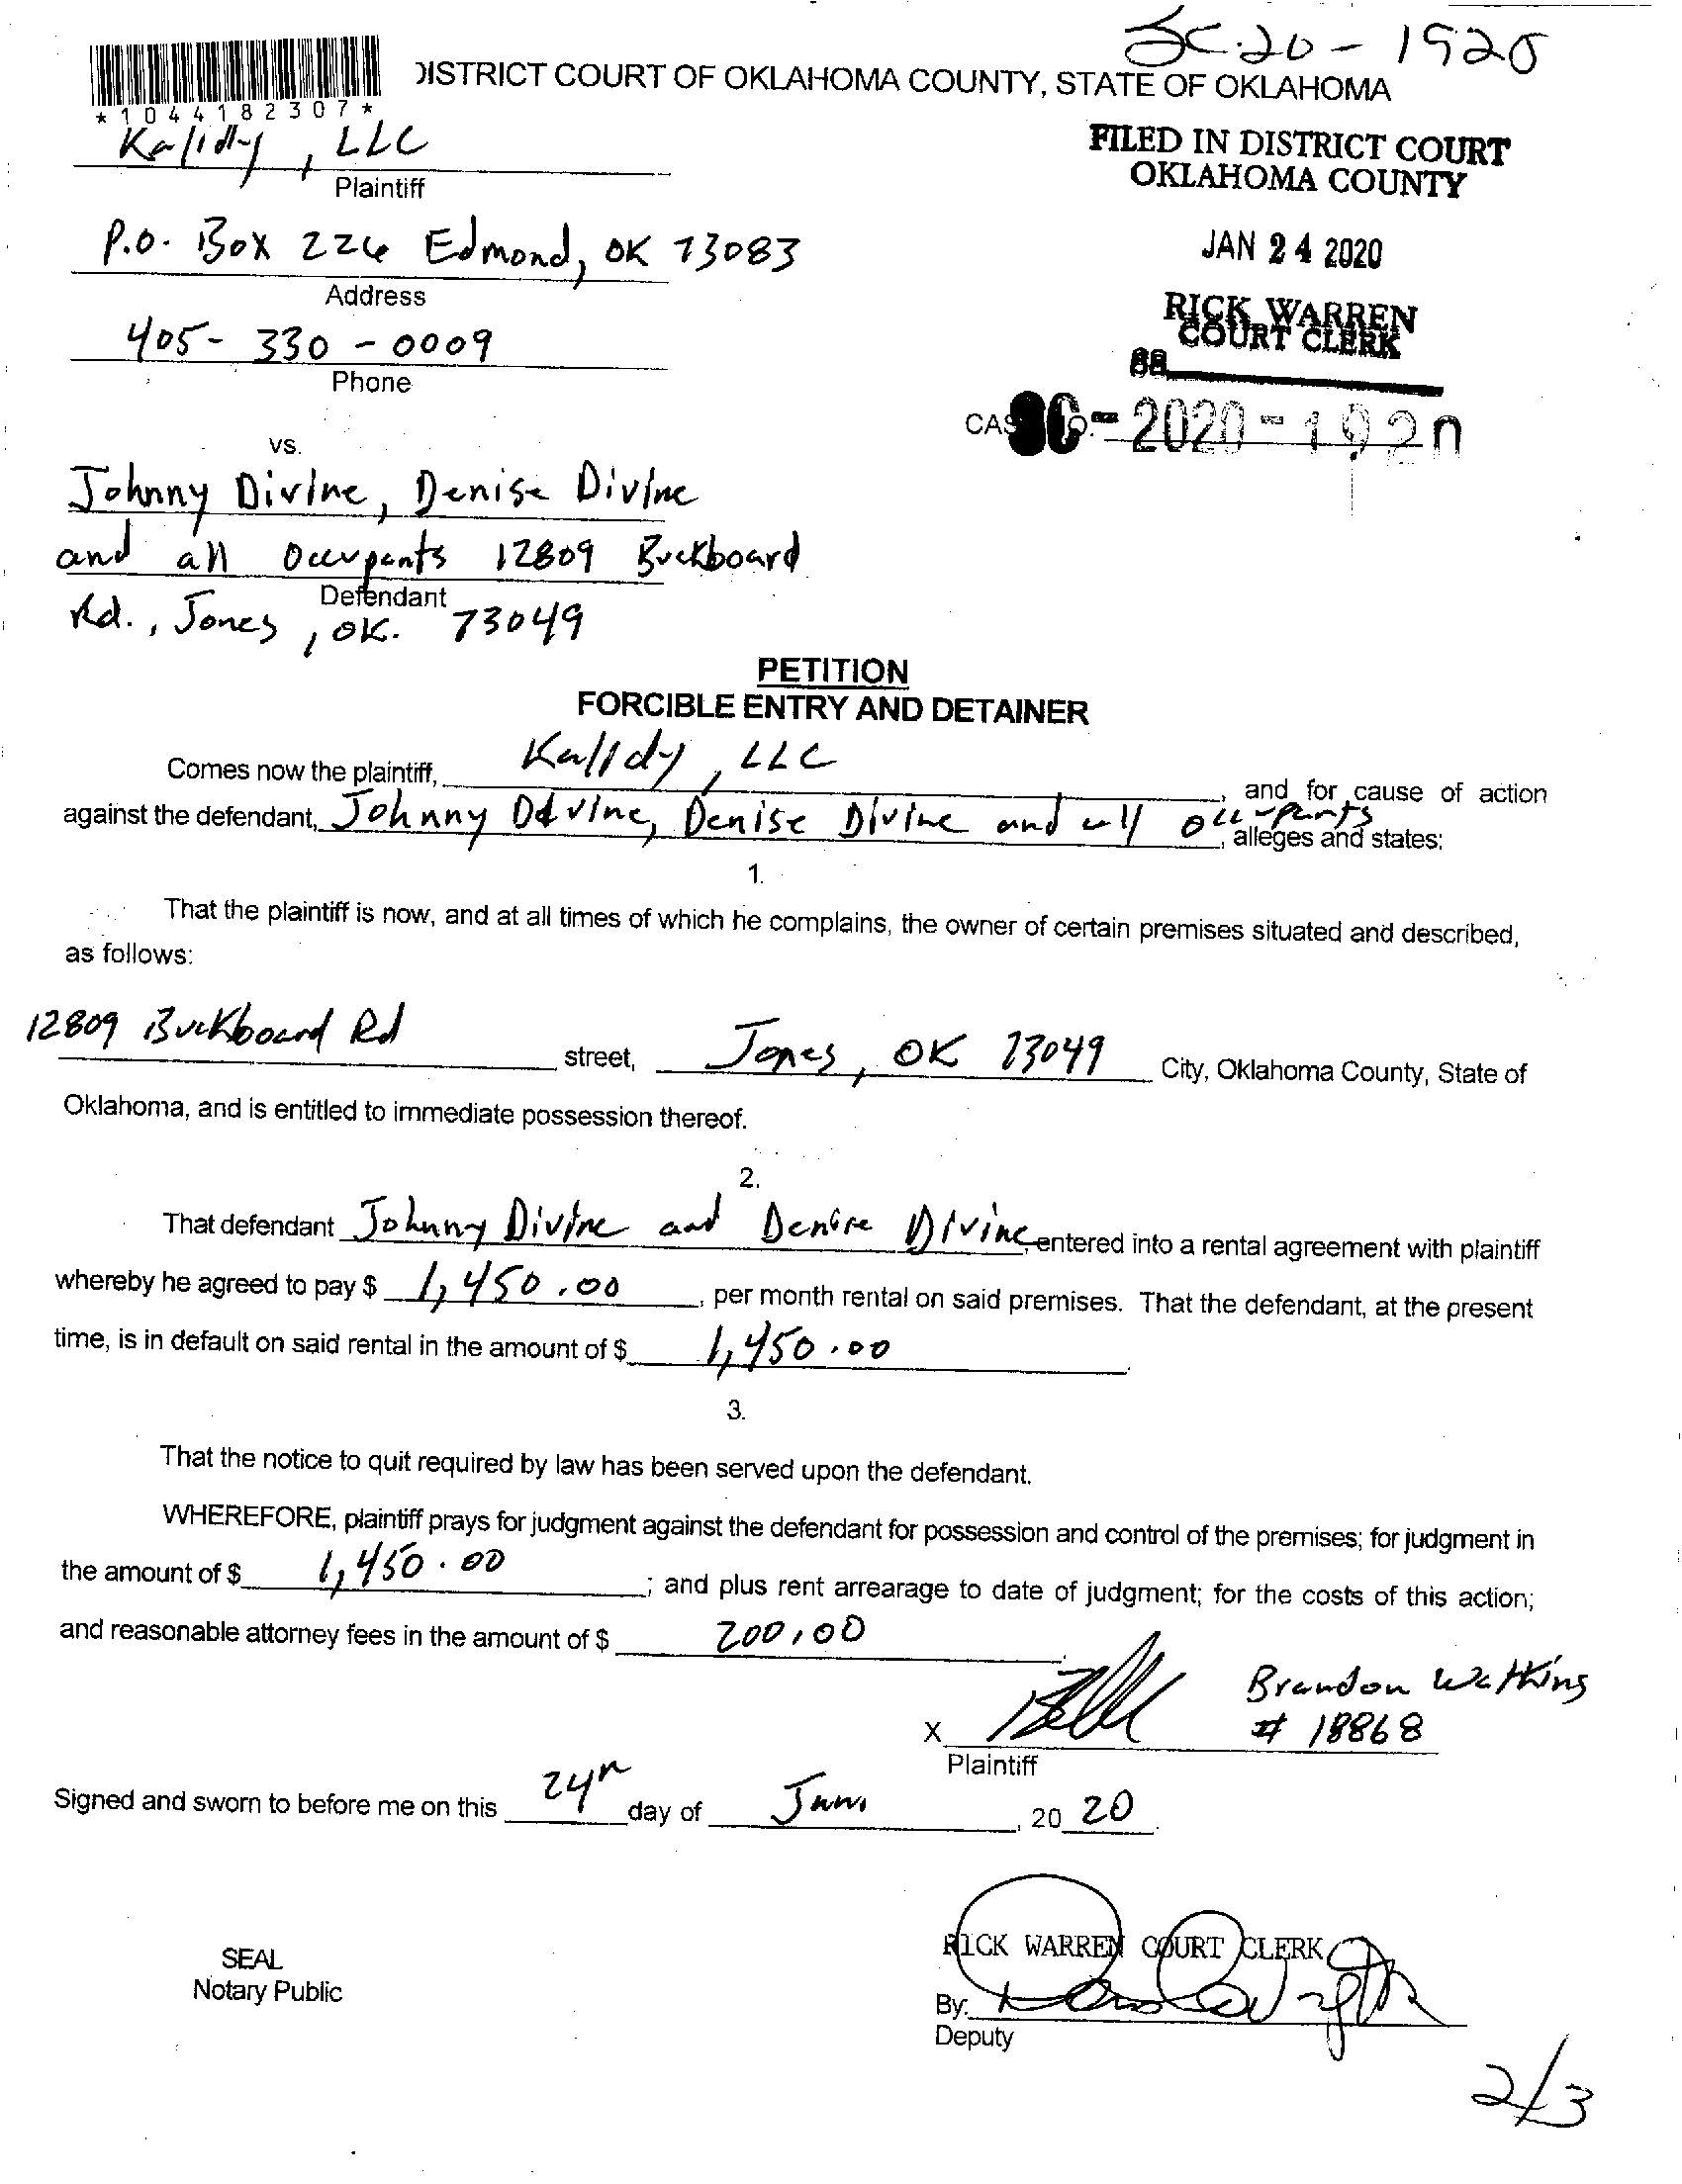 SC-20-1920
DISTRICT COURT OF OKLAHOMA COUNTY, STATE OF OKLAHOMA
*1044182307*
Kalidy, LLC
Plaintiff
FILED IN DISTRICT COURT
OKLAHOMA COUNTY
JAN 24 2020
RICK WARREN
COURT CLERK
P.O. Box 226 Edmond, OK 73083
Address
405-330-0009
Phone
88
SC-2020-1920
vs.
Johnny Divine, Denise Divine
and all Occupants 12809 Buckboard
Defendant
Rd., Jones, OK. 73049
PETITION
FORCIBLE ENTRY AND DETAINER
Comes now the plaintiff, Kalidy, LLC, and for cause of action
against the defendant, Johnny Divine, Denise Divine and all occupants, alleges and states:
1.
That the plaintiff is now, and at all times of which he complains, the owner of certain premises situated and described,
as follows:
12809 Buckboard Rd street, Jones, OK 73049 City, Oklahoma County, State of
Oklahoma, and is entitled to immediate possession thereof.
2.
That defendant Johnny Divine and Denise Divine, entered into a rental agreement with plaintiff
whereby he agreed to pay $ 1,450.00, per month rental on said premises. That the defendant, at the present
time, is in default on said rental in the amount of $ 1,450.00.
3.
That the notice to quit required by law has been served upon the defendant.
WHEREFORE, plaintiff prays for judgment against the defendant for possession and control of the premises; for judgment in
the amount of $ 1,450.00; and plus rent arrearage to date of judgment; for the costs of this action;
and reasonable attorney fees in the amount of $ 200.00.
Brandon Watkins
X # 18868
Plaintiff
Signed and sworn to before me on this 24th day of Jan, 20 20.
RICK WARREN COURT CLERK
SEAL
Notary Public
By:
Deputy
2/3